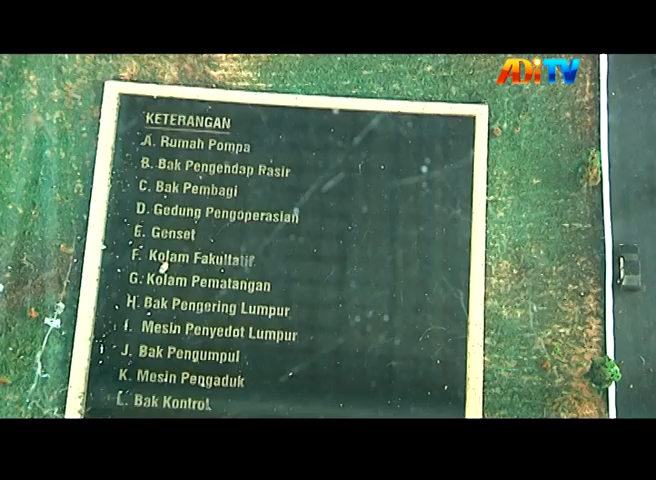 ADiTV
KETERANGAN
A. Rumah Pompa
B. Bak Pengendap Rasir
C. Bak Pembagi
D. Gedung Pengoperasian
E. Genset
F. Kolam Fakultatif
G. Kolam Pematangan
H. Bak Pengering Lumpur
I. Mesin Penyedot Lumpur
J. Bak Pengumpul
K. Mesin Pengaduk
L. Bak Kontrol